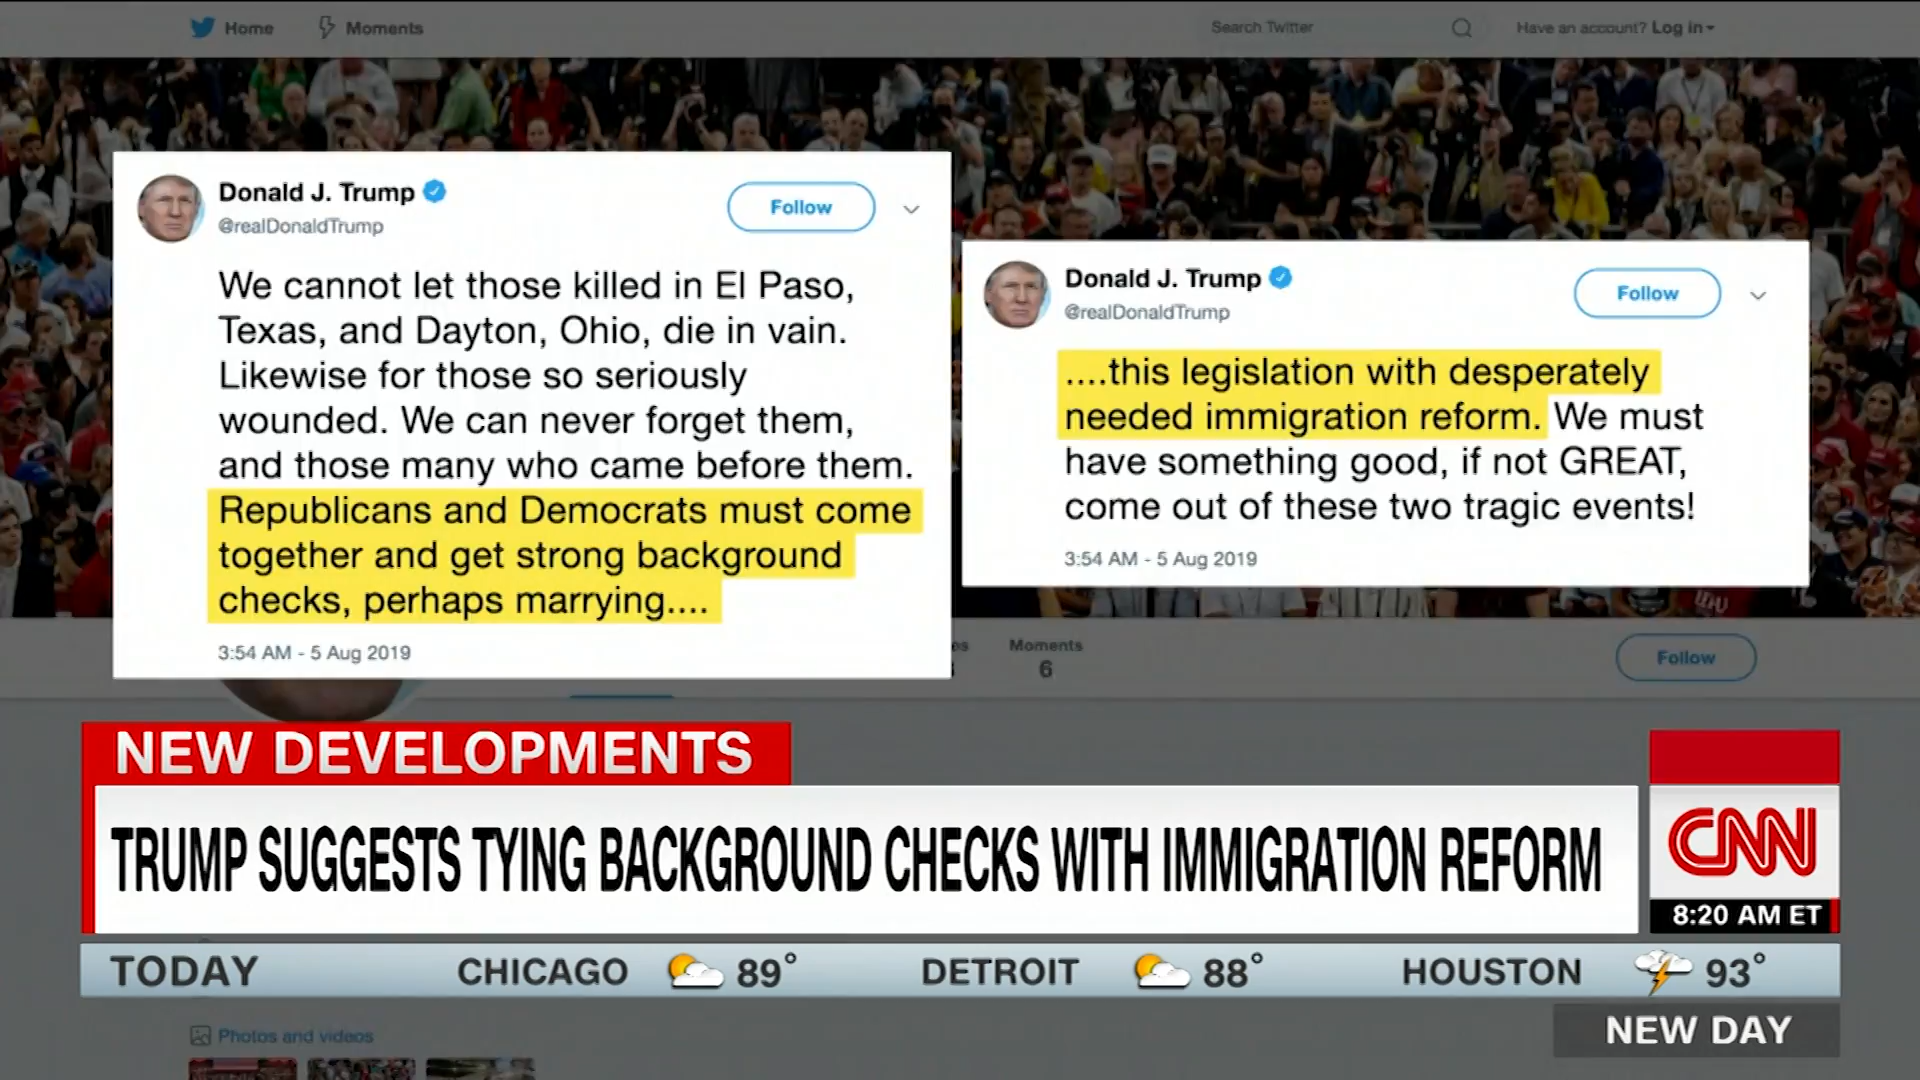 Home
Moments
Search Twitter
Have an account? Log in
Donald J. Trump
@realDonaldTrump
Follow
We cannot let those killed in El Paso,
Texas, and Dayton, Ohio, die in vain.
Likewise for those so seriously
wounded. We can never forget them,
and those many who came before them.
Republicans and Democrats must come
together and get strong background
checks, perhaps marrying....
3:54 AM - 5 Aug 2019
Donald J. Trump
@realDonaldTrump
Follow
....this legislation with desperately
needed immigration reform. We must
have something good, if not GREAT,
come out of these two tragic events!
3:54 AM - 5 Aug 2019
Moments
6
Follow
NEW DEVELOPMENTS
TRUMP SUGGESTS TYING BACKGROUND CHECKS WITH IMMIGRATION REFORM
CNN
8:20 AM ET
TODAY CHICAGO 89° DETROIT 88° HOUSTON 93°
Photos and videos
NEW DAY